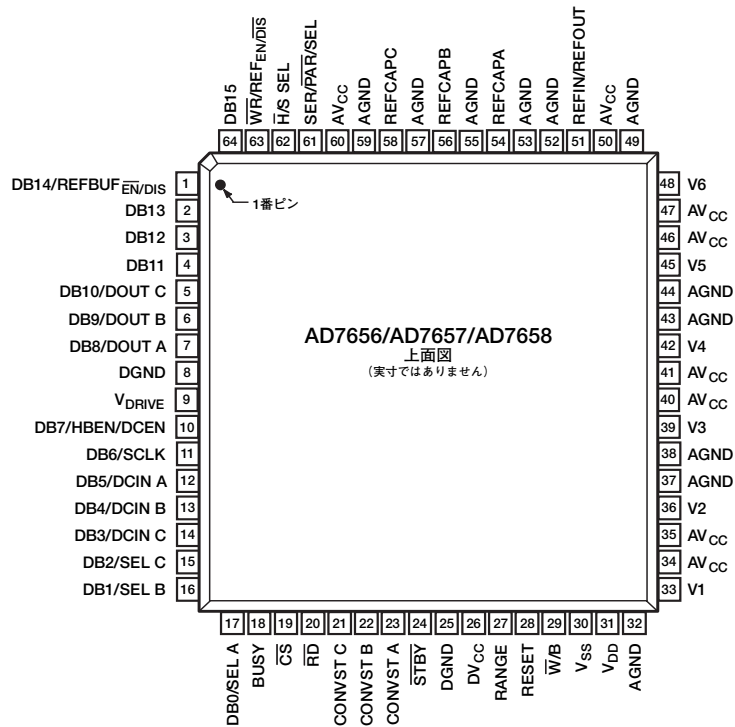 DB15
W̅R̅/REF_EN/D̅I̅S̅
H̅/S SEL
SER/P̅A̅R̅/SEL
AVCC
AGND
REFCAPC
AGND
REFCAPB
AGND
REFCAPA
AGND
AGND
REFIN/REFOUT
AVCC
AGND
64 63 62 61 60 59 58 57 56 55 54 53 52 51 50 49
DB14/REFBUF_E̅N̅/DIS 1
DB13 2
DB12 3
DB11 4
DB10/DOUT C 5
DB9/DOUT B 6
DB8/DOUT A 7
DGND 8
VDRIVE 9
DB7/HBEN/DCEN 10
DB6/SCLK 11
DB5/DCIN A 12
DB4/DCIN B 13
DB3/DCIN C 14
DB2/SEL C 15
DB1/SEL B 16
1番ピン
AD7656/AD7657/AD7658
上面図
(実寸ではありません)
48 V6
47 AVCC
46 AVCC
45 V5
44 AGND
43 AGND
42 V4
41 AVCC
40 AVCC
39 V3
38 AGND
37 AGND
36 V2
35 AVCC
34 AVCC
33 V1
17 18 19 20 21 22 23 24 25 26 27 28 29 30 31 32
DB0/SEL A
BUSY
C̅S̅
R̅D̅
CONVST C
CONVST B
CONVST A
S̅T̅B̅Y̅
DGND
DVCC
RANGE
RESET
W̅/B
VSS
VDD
AGND